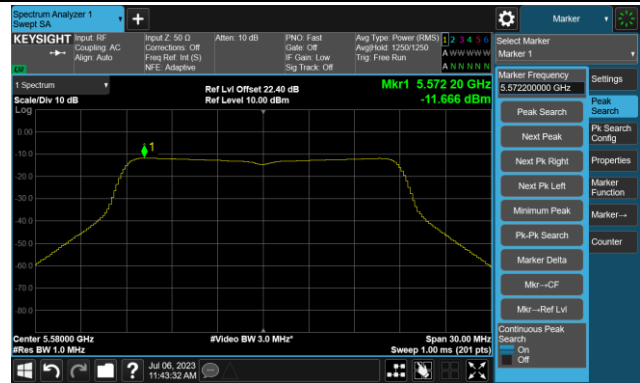 Spectrum Analyzer 1
Swept SA
Marker
KEYSIGHT
Input: RF
Coupling: AC
Align: Auto
Input Z: 50 Ω
Corrections: Off
Freq Ref: Int (S)
NFE: Adaptive
Atten: 10 dB
PNO: Fast
Gate: Off
IF Gain: Low
Sig Track: Off
Avg Type: Power (RMS)
Avg|Hold: 1250/1250
Trig: Free Run
1 2 3 4 5 6
A W W W W W
A N N N N N
Select Marker
Marker 1
1 Spectrum
Scale/Div 10 dB
Ref Lvl Offset 22.40 dB
Ref Level 10.00 dBm
Mkr1 5.572 20 GHz
-11.666 dBm
Log
0.00
-10.0
-20.0
-30.0
-40.0
-50.0
-60.0
-70.0
-80.0
1
Center 5.58000 GHz
#Res BW 1.0 MHz
#Video BW 3.0 MHz*
Span 30.00 MHz
Sweep 1.00 ms (201 pts)
Marker Frequency
5.572200000 GHz
Peak Search
Next Peak
Next Pk Right
Next Pk Left
Minimum Peak
Pk-Pk Search
Marker Delta
Mkr→CF
Mkr→Ref Lvl
Continuous Peak
Search
On
Off
Settings
Peak
Search
Pk Search
Config
Properties
Marker
Function
Marker→
Counter
?
Jul 06, 2023
11:43:32 AM